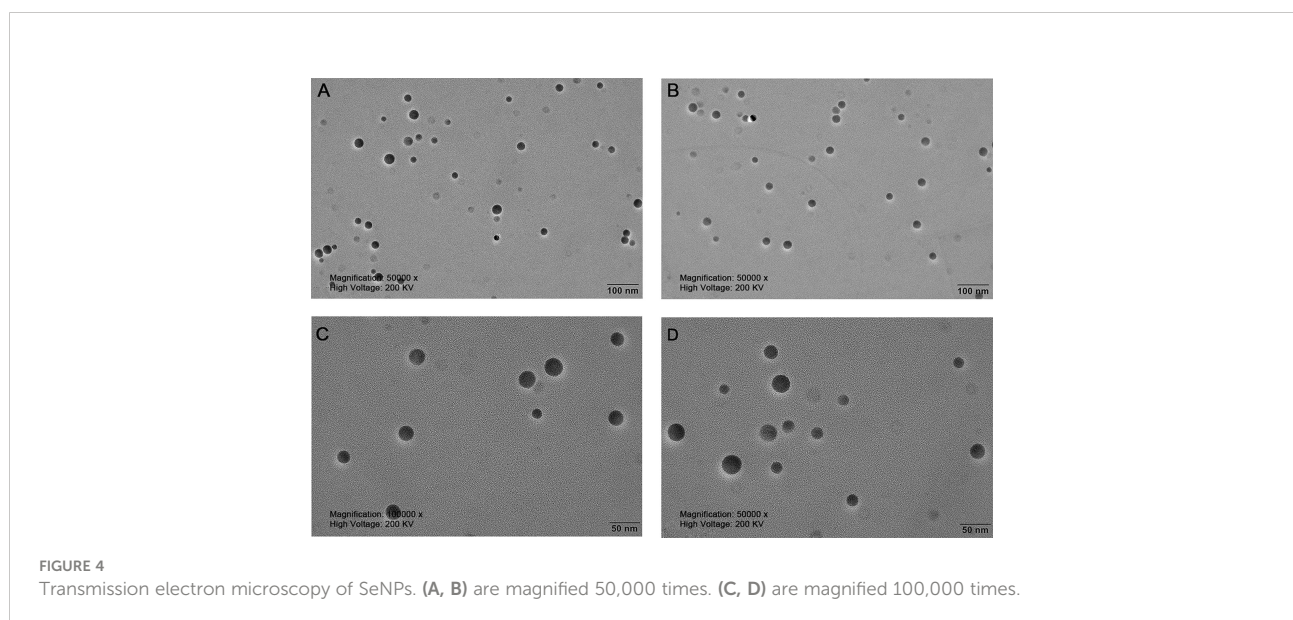 A
Magnification: 50000 x
High Voltage: 200 KV
100 nm
B
Magnification: 50000 x
High Voltage: 200 KV
100 nm
C
Magnification: 100000 x
High Voltage: 200 KV
50 nm
D
Magnification: 50000 x
High Voltage: 200 KV
50 nm
FIGURE 4
Transmission electron microscopy of SeNPs. (A, B) are magnified 50,000 times. (C, D) are magnified 100,000 times.